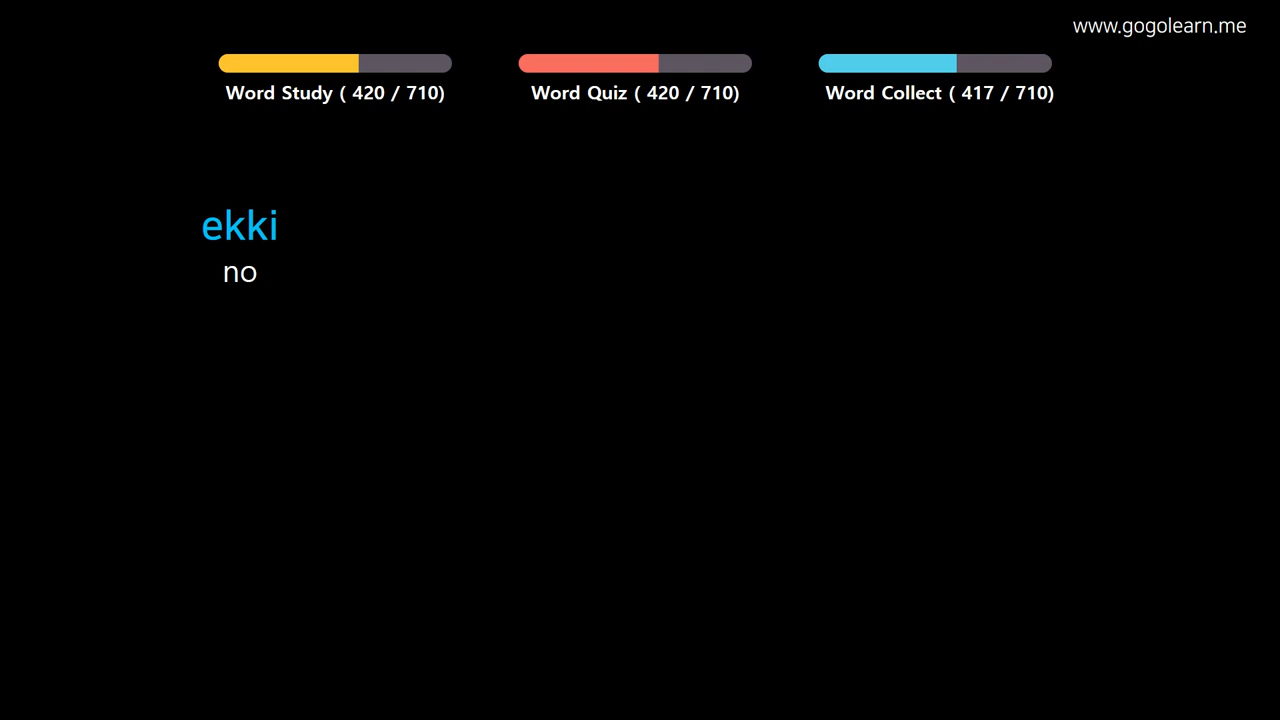 www.gogolearn.me
Word Study ( 420 / 710)
Word Quiz ( 420 / 710)
Word Collect ( 417 / 710)
ekki
no